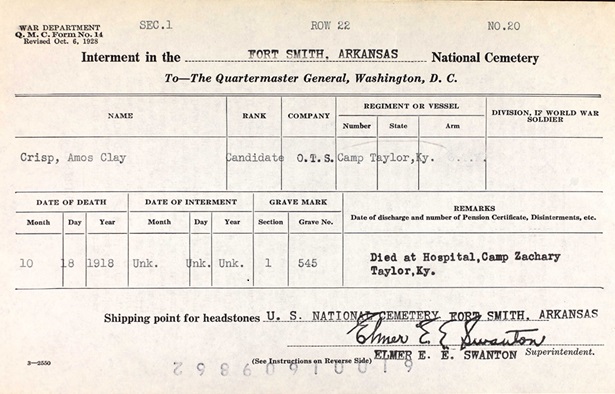 SEC.1 ROW 22 NO.20
WAR DEPARTMENT
Q. M. C. Form No. 14
Revised Oct. 6, 1928
Interment in the FORT SMITH, ARKANSAS National Cemetery
To—The Quartermaster General, Washington, D. C.
NAME RANK COMPANY REGIMENT OR VESSEL DIVISION, IF WORLD WAR SOLDIER
Number State Arm
Crisp, Amos Clay Candidate O.T.S. Camp Taylor,Ky.
DATE OF DEATH DATE OF INTERMENT GRAVE MARK REMARKS
Date of discharge and number of Pension Certificate, Disinterments, etc.
Month Day Year Month Day Year Section Grave No.
10 18 1918 Unk. Unk. Unk. 1 545 Died at Hospital,Camp Zachary
Taylor,Ky.
Shipping point for headstones U. S. NATIONAL CEMETERY FORT SMITH, ARKANSAS
Elmer E. E. Swanton
ELMER E. E. SWANTON Superintendent.
3—2550 (See Instructions on Reverse Side)